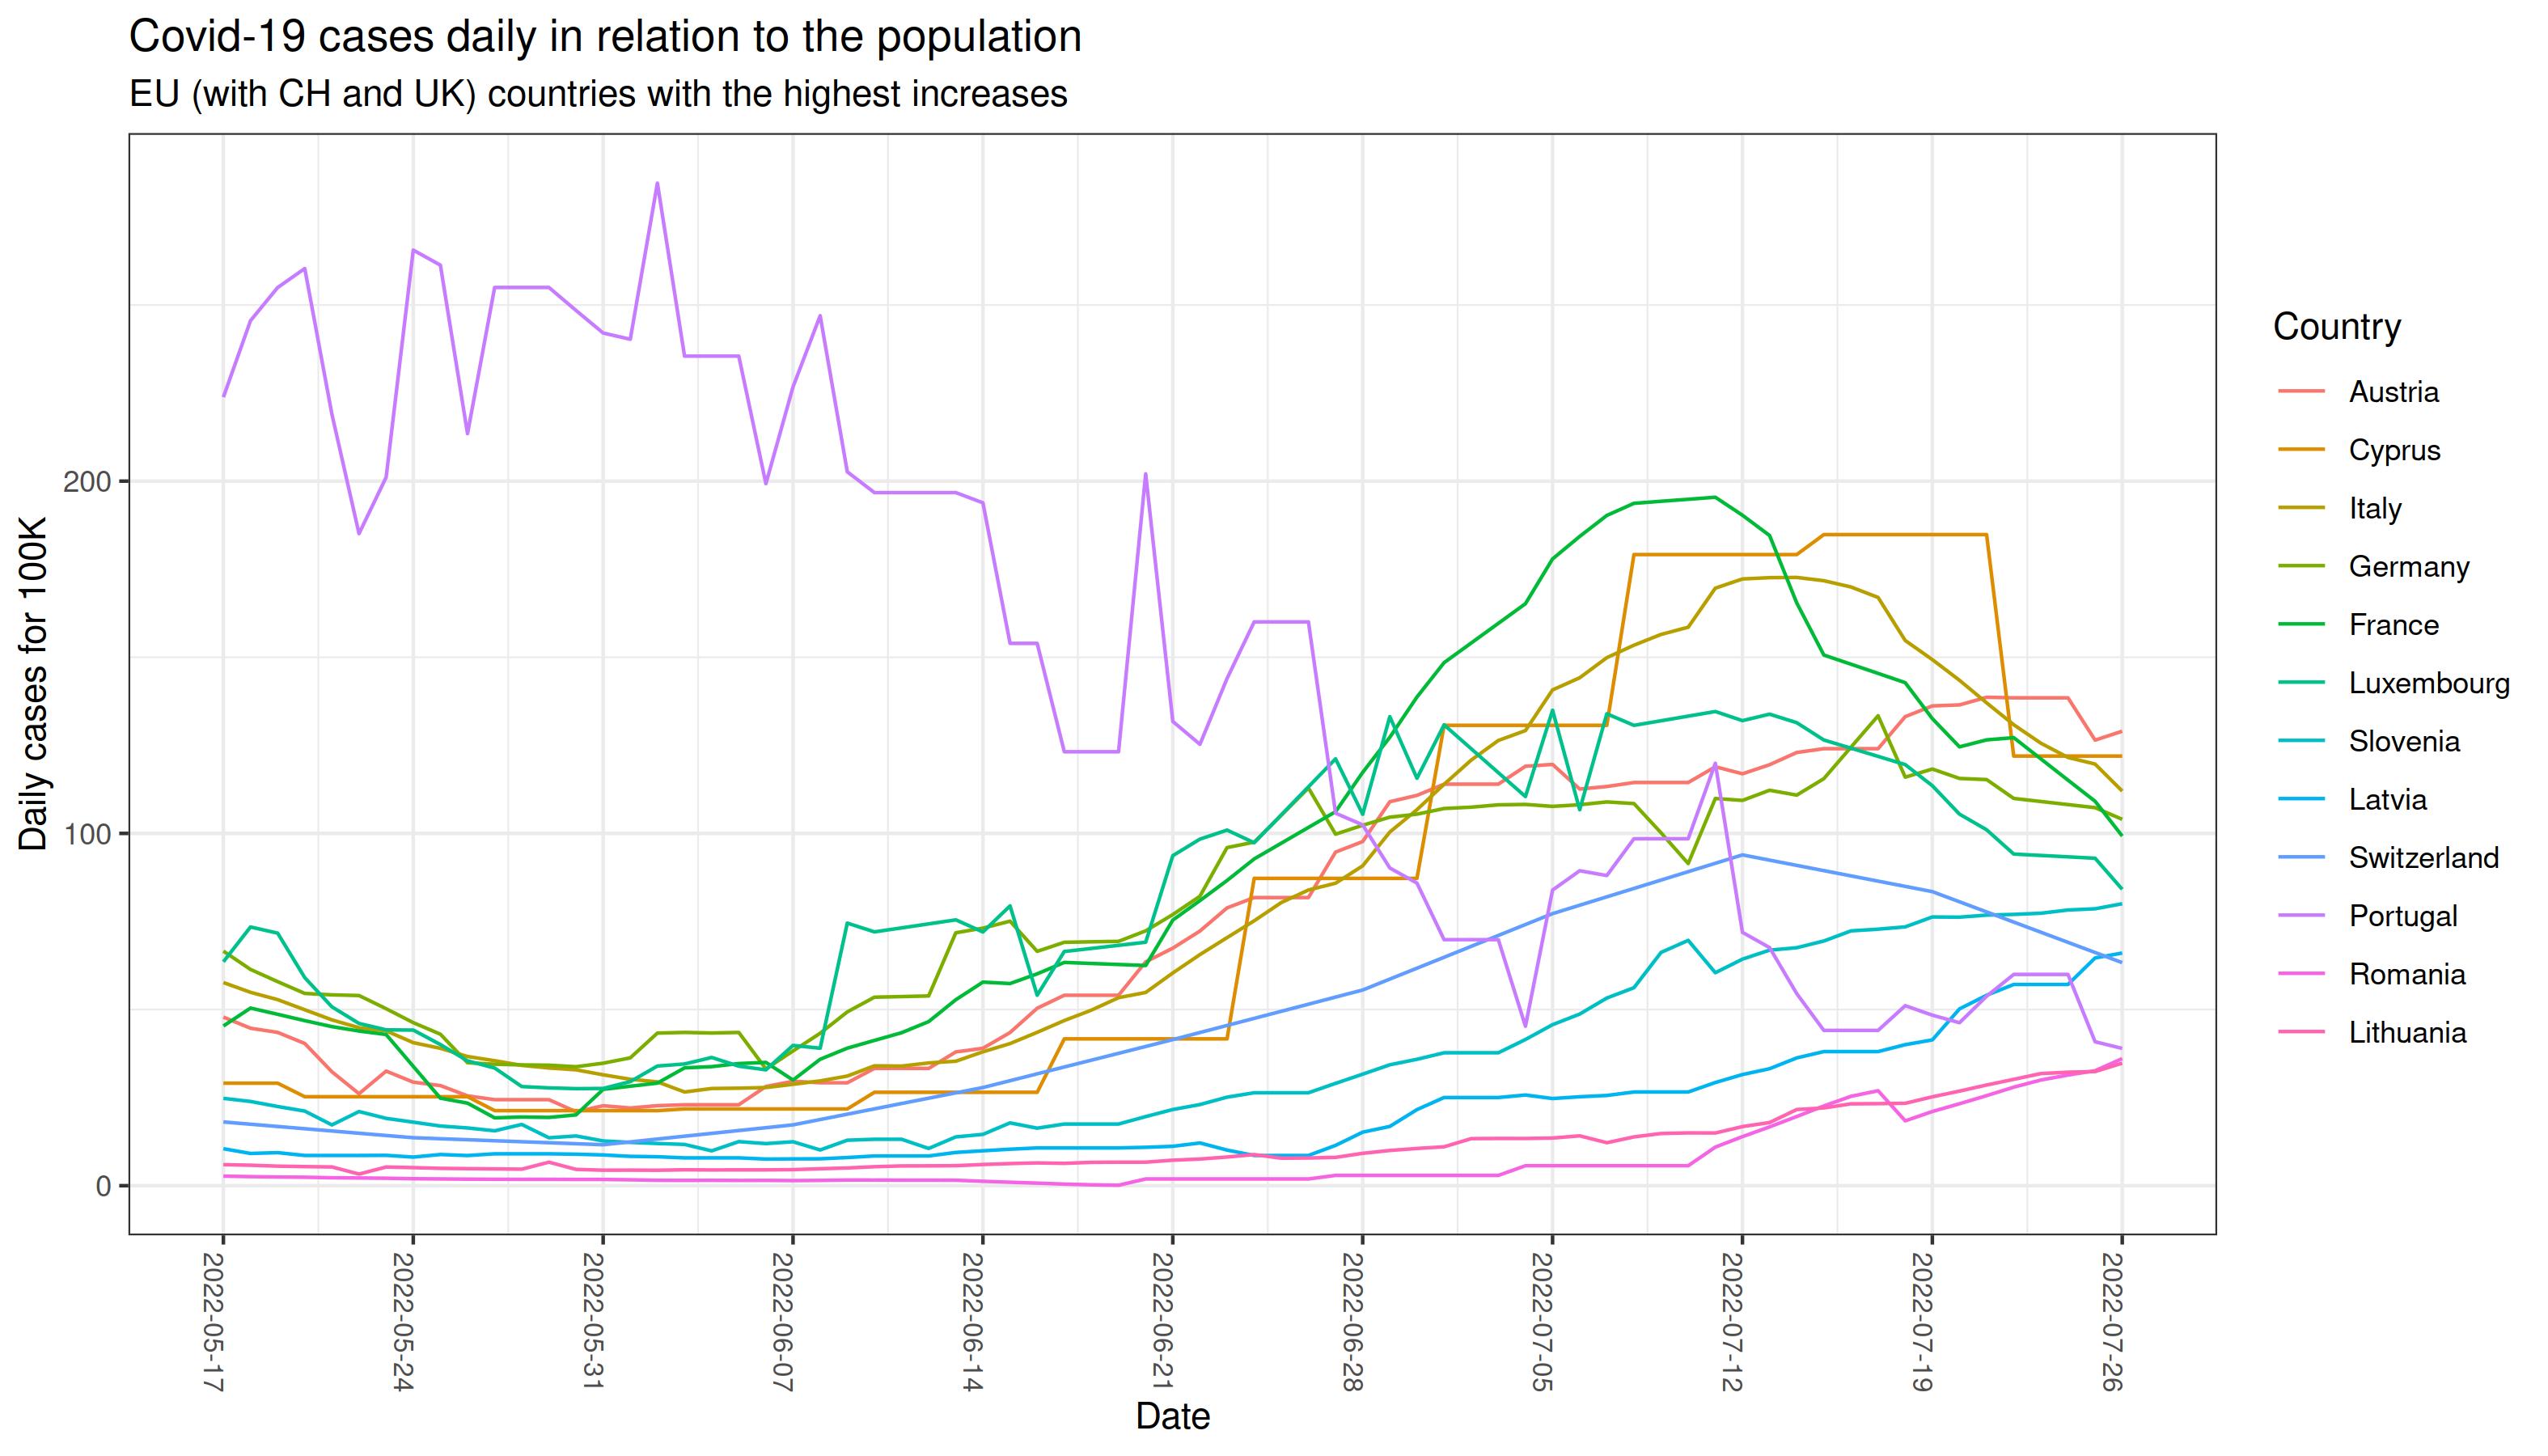 Covid-19 cases daily in relation to the population
EU (with CH and UK) countries with the highest increases
Daily cases for 100K
200
100
0
2022-05-17
2022-05-24
2022-05-31
2022-06-07
2022-06-14
2022-06-21
2022-06-28
2022-07-05
2022-07-12
2022-07-19
2022-07-26
Date
Country
Austria
Cyprus
Italy
Germany
France
Luxembourg
Slovenia
Latvia
Switzerland
Portugal
Romania
Lithuania